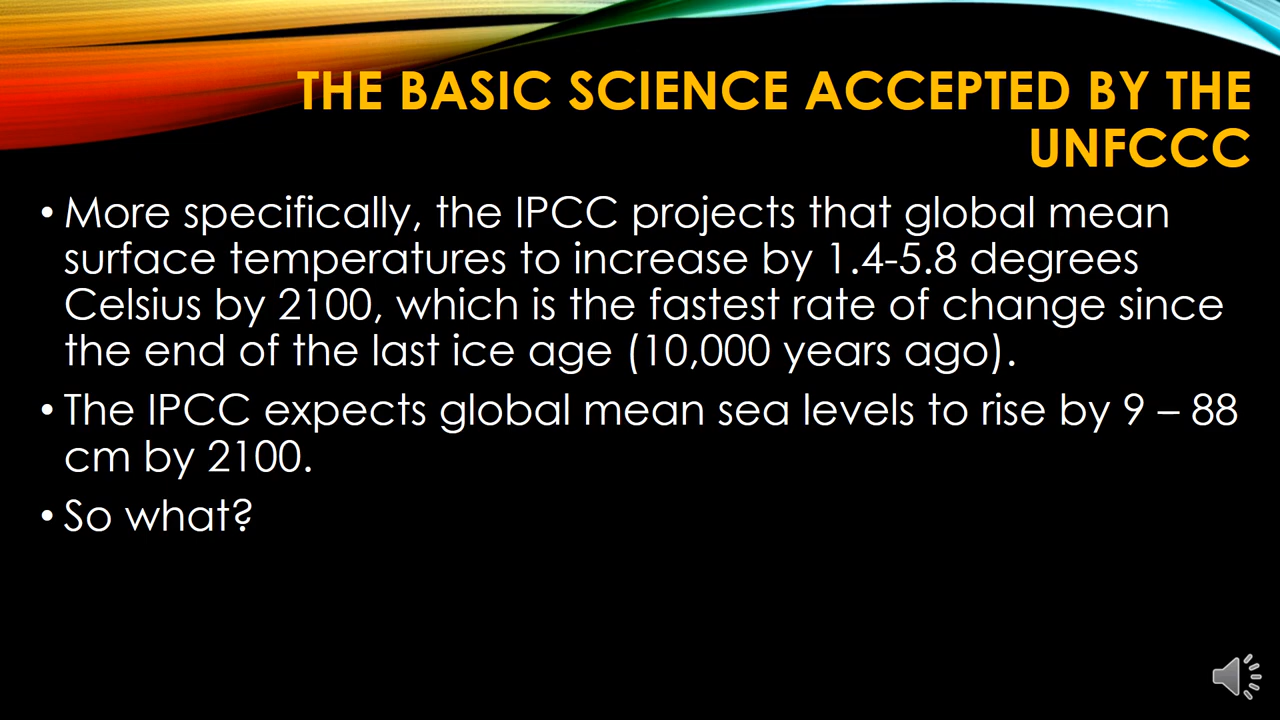 THE BASIC SCIENCE ACCEPTED BY THE
UNFCCC
• More specifically, the IPCC projects that global mean
surface temperatures to increase by 1.4-5.8 degrees
Celsius by 2100, which is the fastest rate of change since
the end of the last ice age (10,000 years ago).
• The IPCC expects global mean sea levels to rise by 9 – 88
cm by 2100.
• So what?